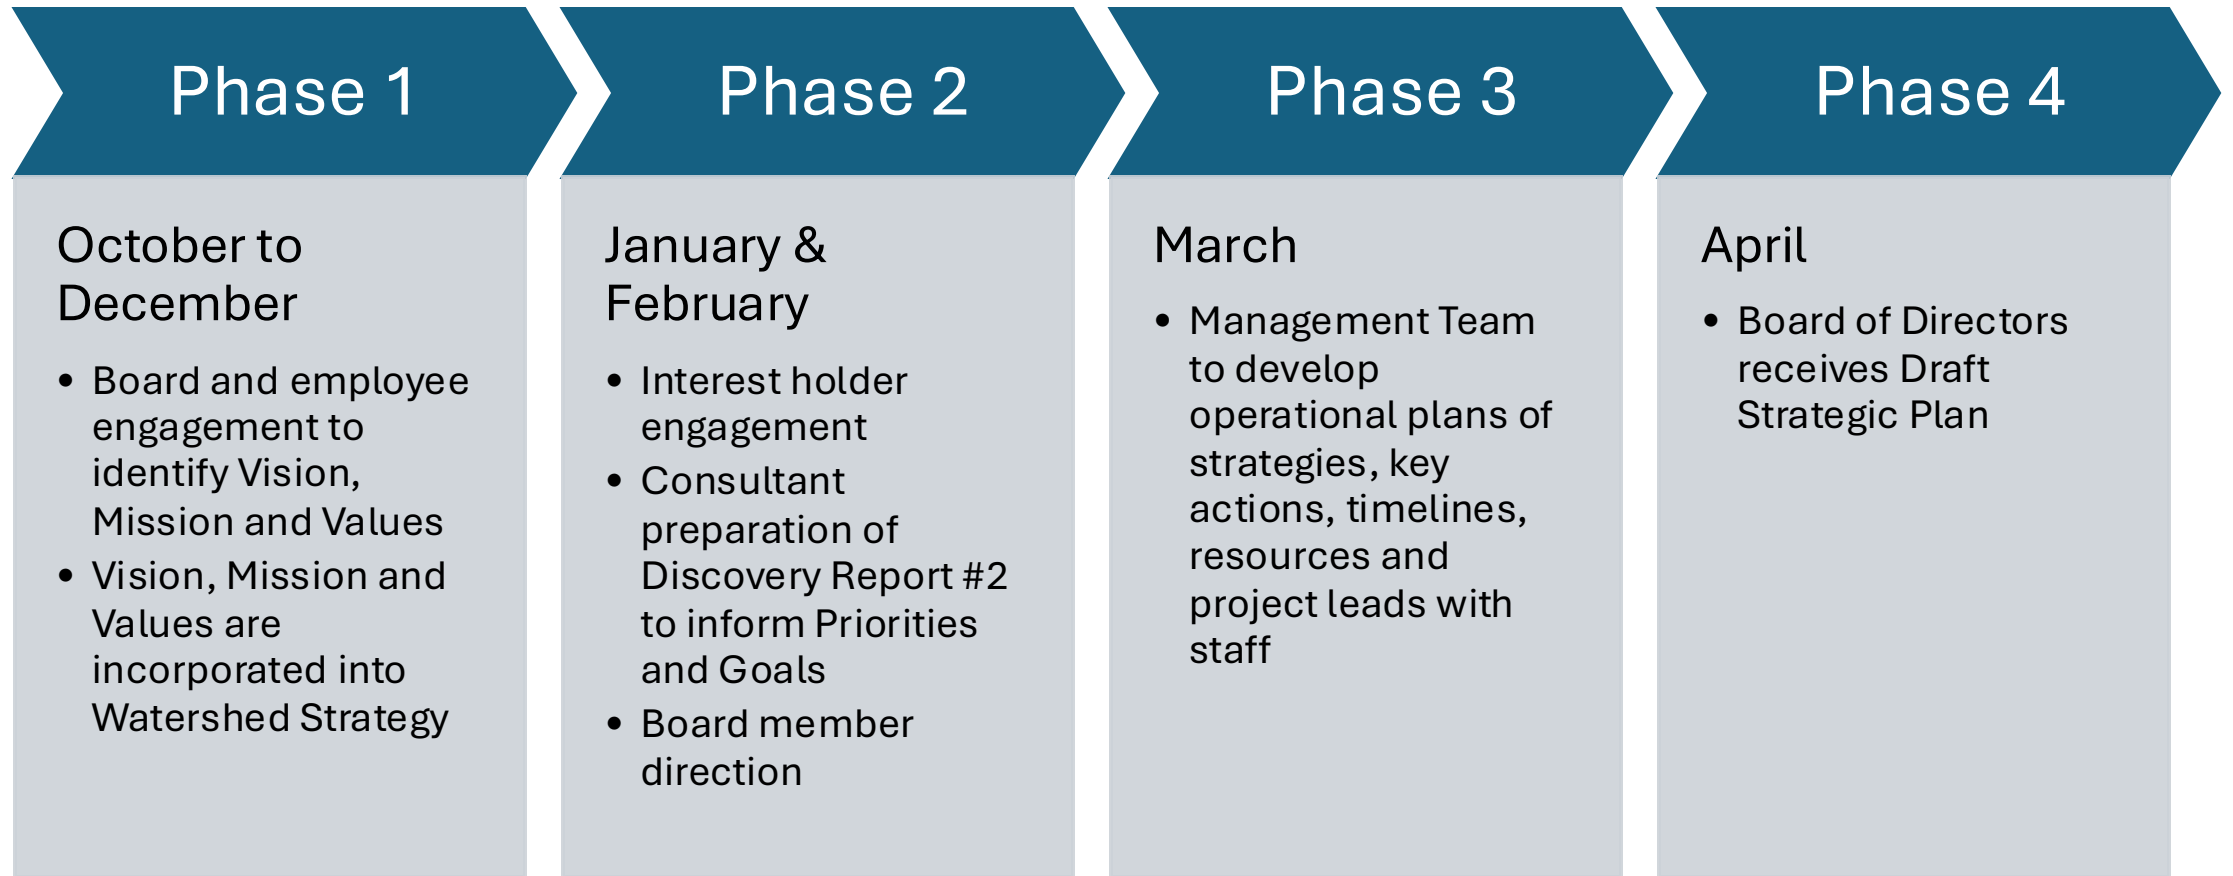 Phase 1
October to
December
• Board and employee
engagement to
identify Vision,
Mission and Values
• Vision, Mission and
Values are
incorporated into
Watershed Strategy
Phase 2
January &
February
• Interest holder
engagement
• Consultant
preparation of
Discovery Report #2
to inform Priorities
and Goals
• Board member
direction
Phase 3
March
• Management Team
to develop
operational plans of
strategies, key
actions, timelines,
resources and
project leads with
staff
Phase 4
April
• Board of Directors
receives Draft
Strategic Plan